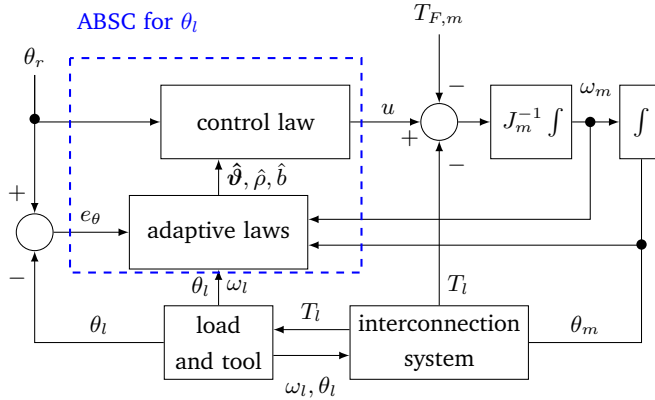 ABSC for θ_l
T_{F,m}
θ_r
control law
u
−
+
−
J_m^{-1} ∫
ω_m
∫
ϑ̂, ρ̂, b̂
+
−
e_θ
adaptive laws
θ_l ω_l
T_l
θ_l
load
and tool
T_l
ω_l, θ_l
interconnection
system
θ_m